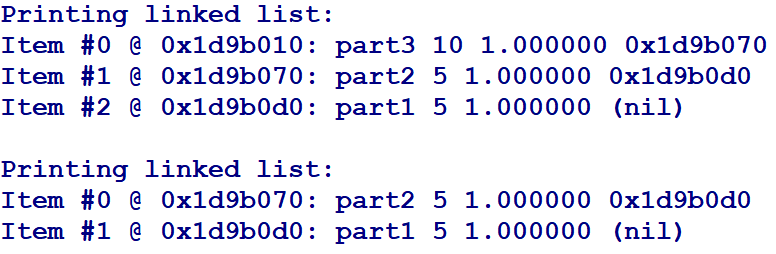 Printing linked list:
Item #0 @ 0x1d9b010: part3 10 1.000000 0x1d9b070
Item #1 @ 0x1d9b070: part2 5 1.000000 0x1d9b0d0
Item #2 @ 0x1d9b0d0: part1 5 1.000000 (nil)

Printing linked list:
Item #0 @ 0x1d9b070: part2 5 1.000000 0x1d9b0d0
Item #1 @ 0x1d9b0d0: part1 5 1.000000 (nil)